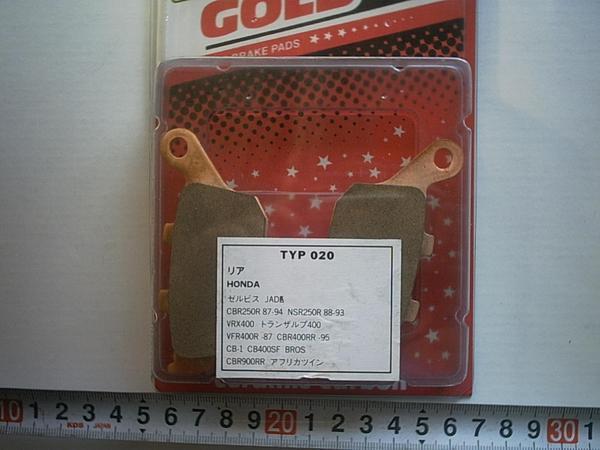 GOLD
BRAKE PADS
TYP 020
リア
HONDA
ゼルビス JADE
CBR250R 87-94 NSR250R 88-93
VRX400 トランザルプ400
VFR400R -87 CBR400RR -95
CB-1 CB400SF BROS
CBR900RR アフリカツイン
10 1 2 3 4 5 6 7 8 9 20 1 2 3 4 5 6 7 8 9 30 1
KDS JAPAN